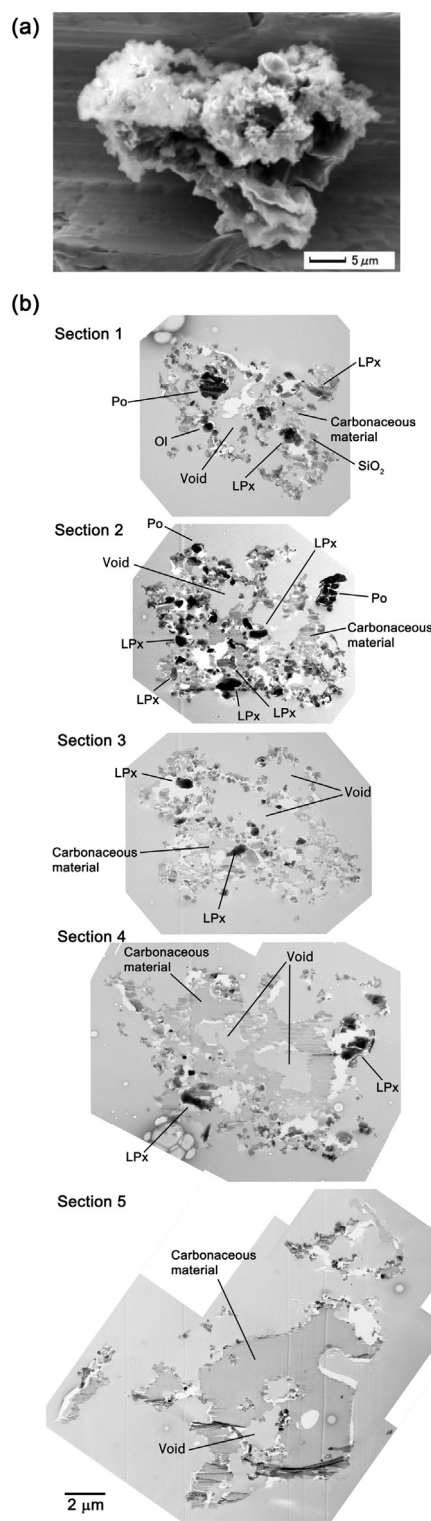 (a)
5 μm
(b)
Section 1
LPx
Po
Carbonaceous
material
Ol
SiO₂
Void
LPx
Section 2
Po
LPx
Void
Po
Carbonaceous
material
LPx
LPx
LPx
LPx
Section 3
LPx
Void
Carbonaceous
material
LPx
Section 4
Carbonaceous
material
Void
LPx
LPx
Section 5
Carbonaceous
material
Void
2 μm